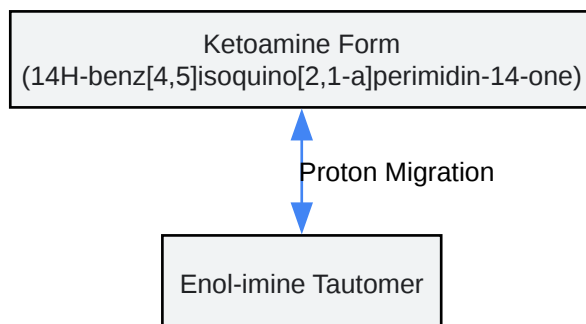 Ketoamine Form
(14H-benz[4,5]isoquino[2,1-a]perimidin-14-one)
Proton Migration
Enol-imine Tautomer